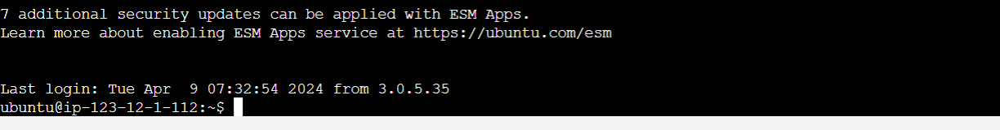 7 additional security updates can be applied with ESM Apps.
Learn more about enabling ESM Apps service at https://ubuntu.com/esm
Last login: Tue Apr  9 07:32:54 2024 from 3.0.5.35
ubuntu@ip-123-12-1-112:~$